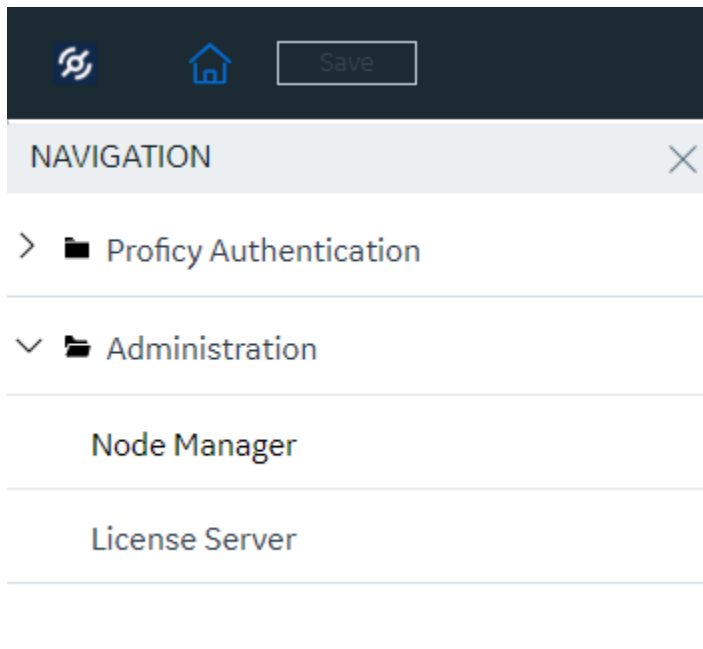 Save
NAVIGATION
Proficy Authentication
Administration
Node Manager
License Server